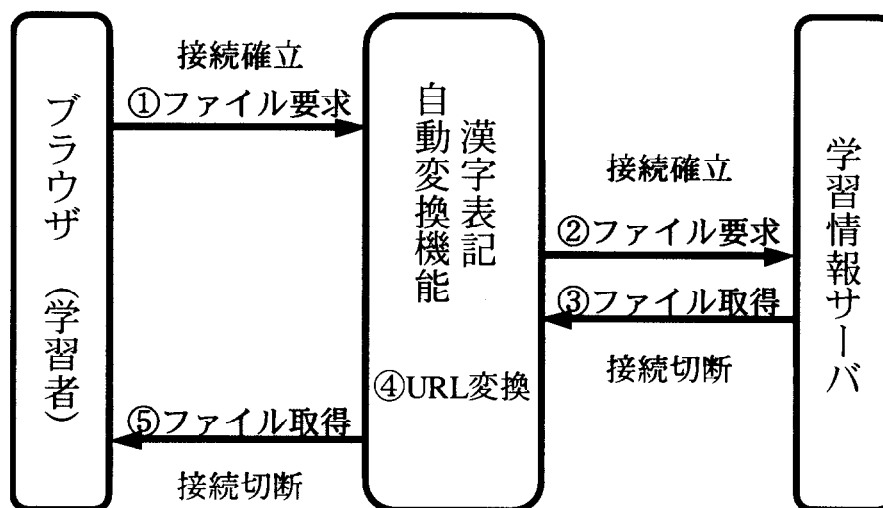 ブラウザ(学習者)
接続確立
①ファイル要求
漢字表記
自動変換機能
接続確立
②ファイル要求
③ファイル取得
接続切断
④URL変換
⑤ファイル取得
接続切断
学習情報サーバ